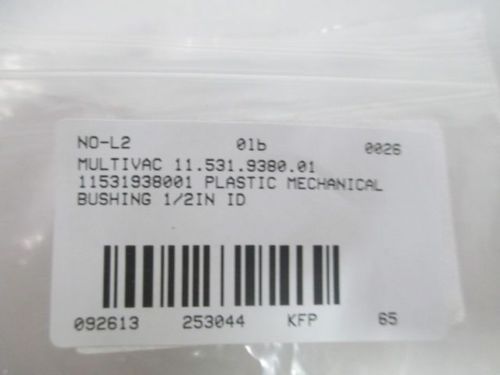 NO-L2 01b 0026
MULTIVAC 11.531.9380.01
11531938001 PLASTIC MECHANICAL
BUSHING 1/2IN ID
092613 253044 KFP 65